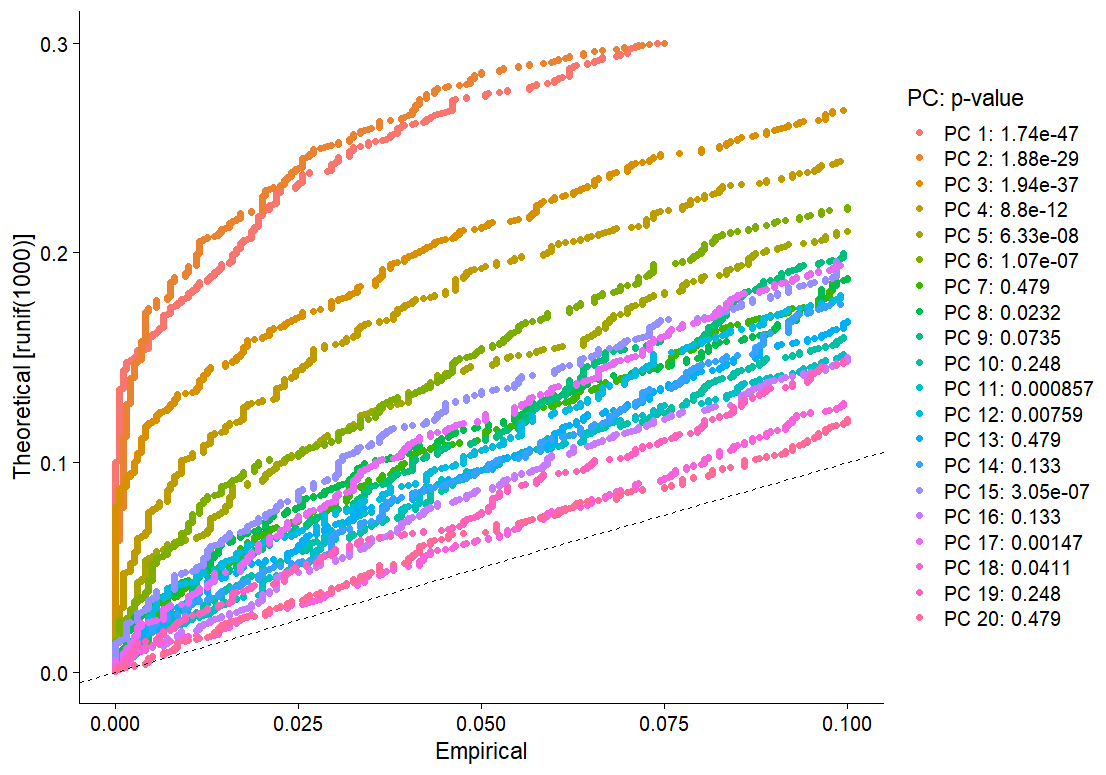 0.3
0.2
0.1
0.0
Theoretical [runif(1000)]
0.000
0.025
0.050
0.075
0.100
Empirical
PC: p-value
PC 1: 1.74e-47
PC 2: 1.88e-29
PC 3: 1.94e-37
PC 4: 8.8e-12
PC 5: 6.33e-08
PC 6: 1.07e-07
PC 7: 0.479
PC 8: 0.0232
PC 9: 0.0735
PC 10: 0.248
PC 11: 0.000857
PC 12: 0.00759
PC 13: 0.479
PC 14: 0.133
PC 15: 3.05e-07
PC 16: 0.133
PC 17: 0.00147
PC 18: 0.0411
PC 19: 0.248
PC 20: 0.479